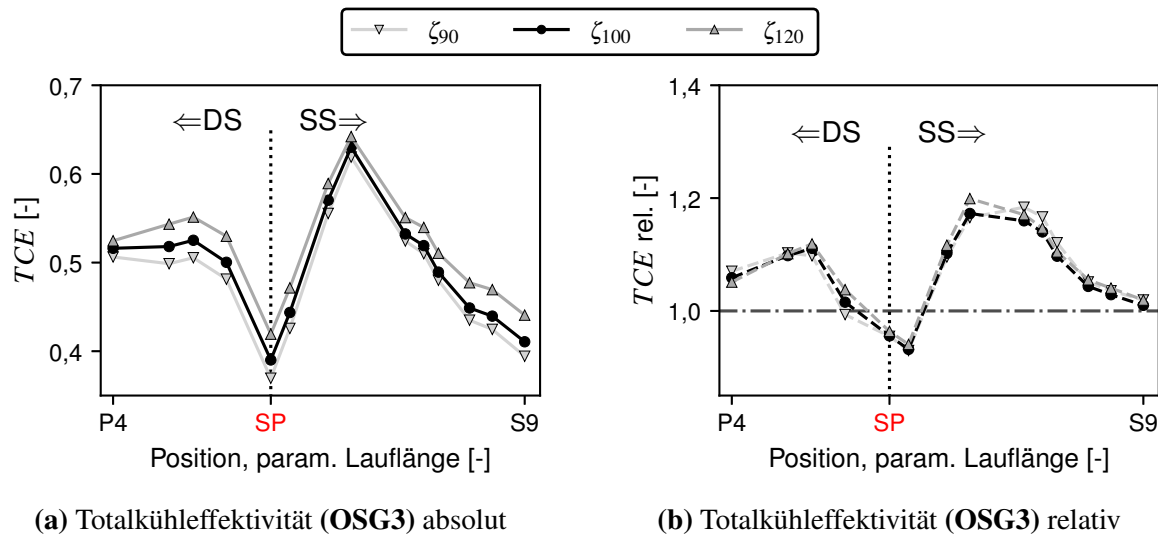 ζ90 ζ100 ζ120
0,7
0,6
0,5
0,4
TCE [-]
⇐DS SS⇒
P4 SP S9
Position, param. Lauflänge [-]
(a) Totalkühleffektivität (OSG3) absolut
1,4
1,2
1,0
TCE rel. [-]
⇐DS SS⇒
P4 SP S9
Position, param. Lauflänge [-]
(b) Totalkühleffektivität (OSG3) relativ